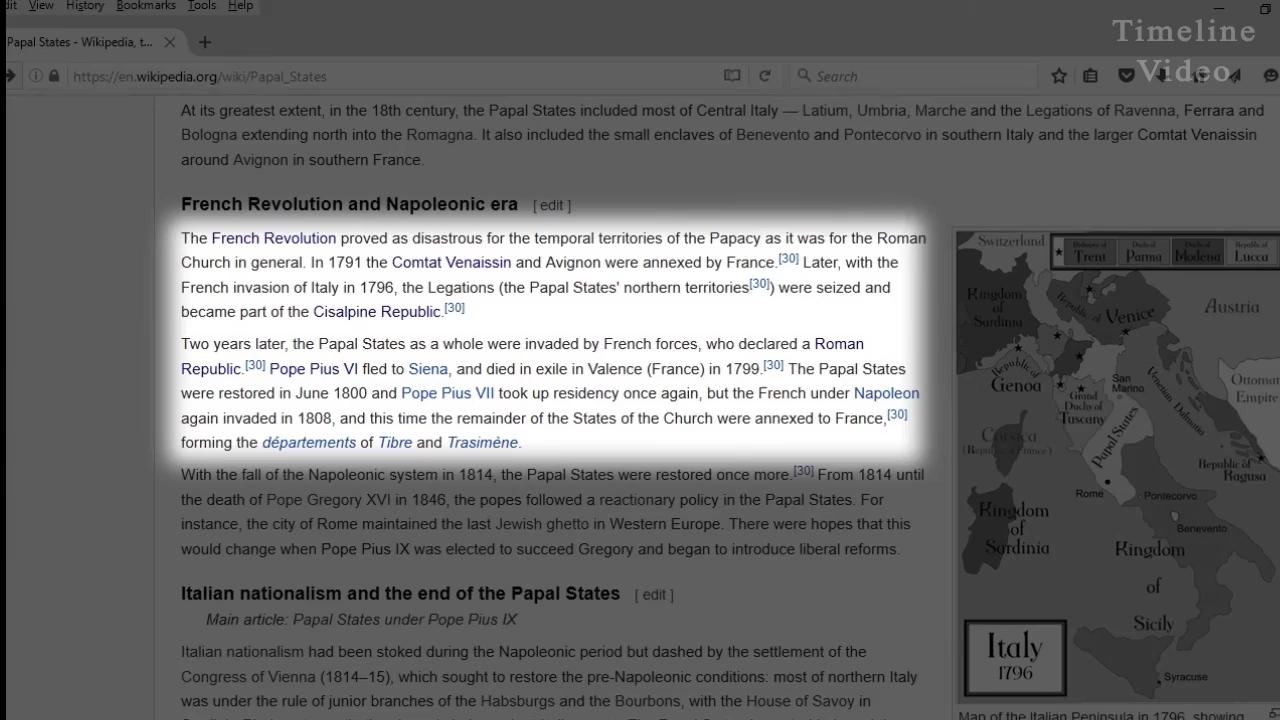 View History Bookmarks Tools Help
Timeline
Video
Papal States - Wikipedia, t...
https://en.wikipedia.org/wiki/Papal_States
Search
At its greatest extent, in the 18th century, the Papal States included most of Central Italy — Latium, Umbria, Marche and the Legations of Ravenna, Ferrara and
Bologna extending north into the Romagna. It also included the small enclaves of Benevento and Pontecorvo in southern Italy and the larger Comtat Venaissin
around Avignon in southern France.
French Revolution and Napoleonic era [ edit ]
The French Revolution proved as disastrous for the temporal territories of the Papacy as it was for the Roman
Church in general. In 1791 the Comtat Venaissin and Avignon were annexed by France.[30] Later, with the
French invasion of Italy in 1796, the Legations (the Papal States' northern territories[30]) were seized and
became part of the Cisalpine Republic.[30]
Two years later, the Papal States as a whole were invaded by French forces, who declared a Roman
Republic.[30] Pope Pius VI fled to Siena, and died in exile in Valence (France) in 1799.[30] The Papal States
were restored in June 1800 and Pope Pius VII took up residency once again, but the French under Napoleon
again invaded in 1808, and this time the remainder of the States of the Church were annexed to France,[30]
forming the départements of Tibre and Trasimène.
With the fall of the Napoleonic system in 1814, the Papal States were restored once more.[30] From 1814 until
the death of Pope Gregory XVI in 1846, the popes followed a reactionary policy in the Papal States. For
instance, the city of Rome maintained the last Jewish ghetto in Western Europe. There were hopes that this
would change when Pope Pius IX was elected to succeed Gregory and began to introduce liberal reforms.
Italian nationalism and the end of the Papal States [ edit ]
Main article: Papal States under Pope Pius IX
Italian nationalism had been stoked during the Napoleonic period but dashed by the settlement of the
Congress of Vienna (1814–15), which sought to restore the pre-Napoleonic conditions: most of northern Italy
was under the rule of junior branches of the Habsburgs and the Bourbons, with the House of Savoy in
Switzerland
Trent
Duchy of
Parma
Duchy of
Modena
Republic of
Lucca
Kingdom
of
Sardinia
Republic of
Venice
Austria
Republic of
Genoa
San
Marino
Ottoman
Empire
Grand
Duchy of
Tuscany
Venetian Dalmatia
Papal States
Corsica
(Republic of France)
Republic of
Ragusa
Rome
Pontecorvo
Benevento
Kingdom
of
Sardinia
Kingdom
of
Sicily
Italy
1796
Syracuse
Map of the Italian Peninsula in 1796, showing